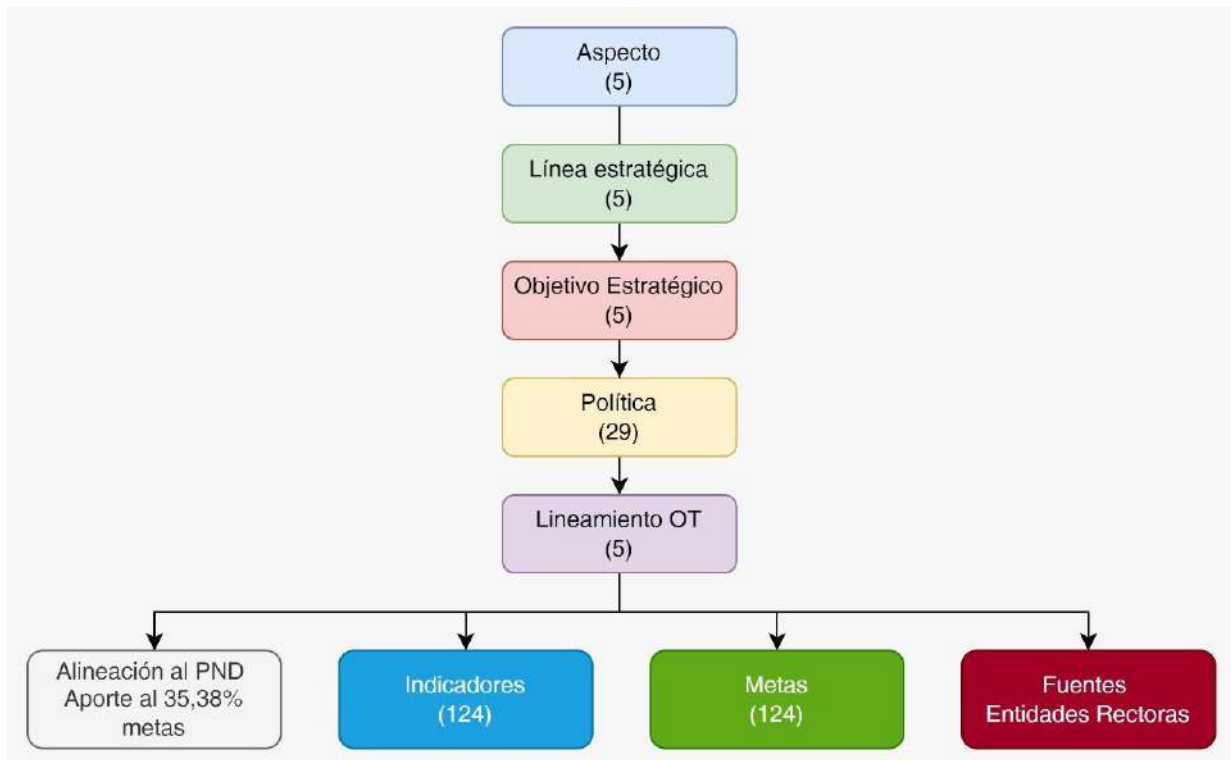 Aspecto
(5)
Línea estratégica
(5)
Objetivo Estratégico
(5)
Política
(29)
Lineamiento OT
(5)
Alineación al PND
Aporte al 35,38%
metas
Indicadores
(124)
Metas
(124)
Fuentes
Entidades Rectoras